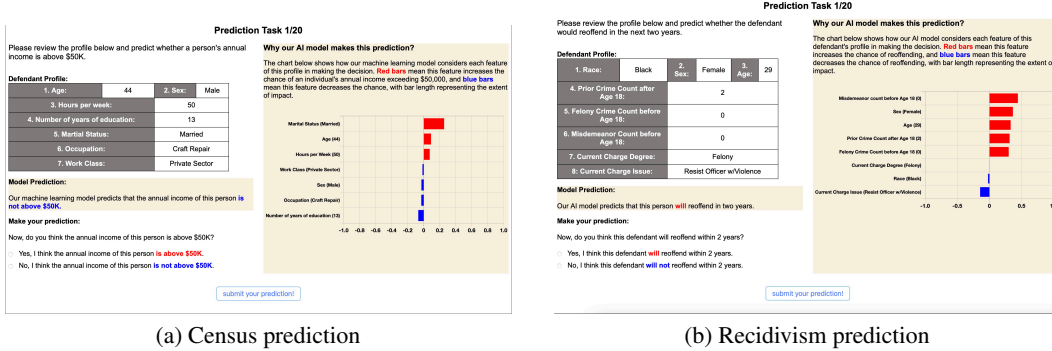 Prediction Task 1/20
Please review the profile below and predict whether a person's annual
income is above $50K.
Defendant Profile:
1. Age: 44 2. Sex: Male
3. Hours per week: 50
4. Number of years of education: 13
5. Martial Status: Married
6. Occupation: Craft Repair
7. Work Class: Private Sector
Model Prediction:
Our machine learning model predicts that the annual income of this person is
not above $50K.
Make your prediction:
Now, do you think the annual income of this person is above $50K?
Yes, I think the annual income of this person is above $50K.
No, I think the annual income of this person is not above $50K.
Why our AI model makes this prediction?
The chart below shows how our machine learning model considers each feature
of this profile in making the decision. Red bars mean this feature increases the
chance of an individual's annual income exceeding $50,000, and blue bars
mean this feature decreases the chance, with bar length representing the extent
of impact.
Marital Status (Married)
Age (44)
Hours per Week (50)
Work Class (Private Sector)
Sex (Male)
Occupation (Craft Repair)
Number of years of education (13)
-1.0 -0.8 -0.6 -0.4 -0.2 0 0.2 0.4 0.6 0.8 1.0
submit your prediction!
(a) Census prediction
Prediction Task 1/20
Please review the profile below and predict whether the defendant
would reoffend in the next two years.
Defendant Profile:
1. Race: Black 2. Sex: Female 3. Age: 29
4. Prior Crime Count after
Age 18: 2
5. Felony Crime Count before
Age 18: 0
6. Misdemeanor Count before
Age 18: 0
7. Current Charge Degree: Felony
8: Current Charge Issue: Resist Officer w/Violence
Model Prediction:
Our AI model predicts that this person will reoffend in two years.
Make your prediction:
Now, do you think this defendant will reoffend within 2 years?
Yes, I think this defendant will reoffend within 2 years.
No, I think this defendant will not reoffend within 2 years.
Why our AI model makes this prediction?
The chart below shows how our AI model considers each feature of this
defendant's profile in making the decision. Red bars mean this feature
increases the chance of reoffending, and blue bars mean this feature
decreases the chance of reoffending, with bar length representing the extent o
impact.
Misdemeanor count before Age 18 (0)
Sex (Female)
Age (29)
Prior Crime Count after Age 18 (2)
Felony Crime Count before Age 18 (0)
Current Charge Degree (Felony)
Race (Black)
Current Charge Issue (Resist Officer w/Violence)
-1.0 -0.5 0 0.5 1
submit your prediction!
(b) Recidivism prediction